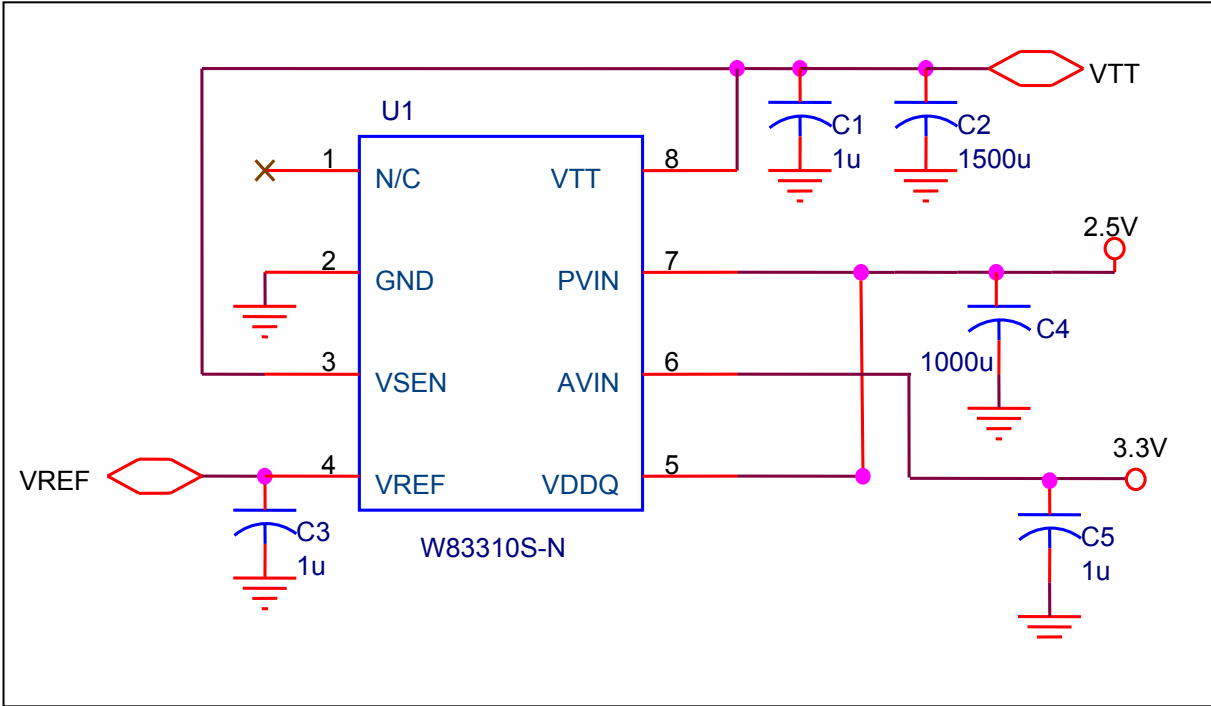 VTT
U1
C1
1u
C2
1500u
1
N/C
VTT
8
2.5V
2
GND
PVIN
7
C4
1000u
3
VSEN
AVIN
6
3.3V
VREF
4
VREF
VDDQ
5
C3
1u
W83310S-N
C5
1u